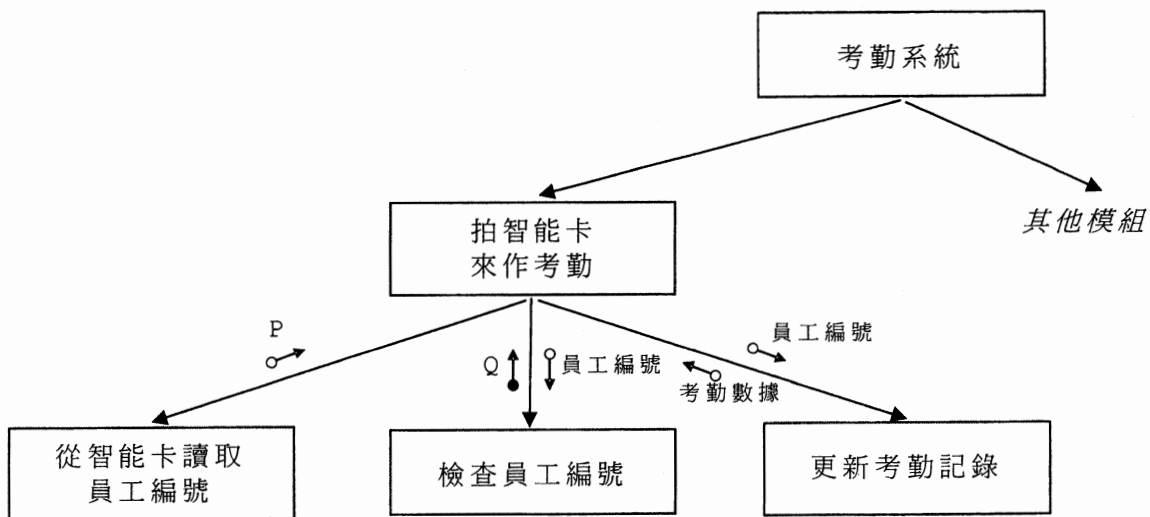 考勤系統
其他模組
拍智能卡
來作考勤
P
員工編號
Q
員工編號
考勤數據
從智能卡讀取
員工編號
檢查員工編號
更新考勤記錄